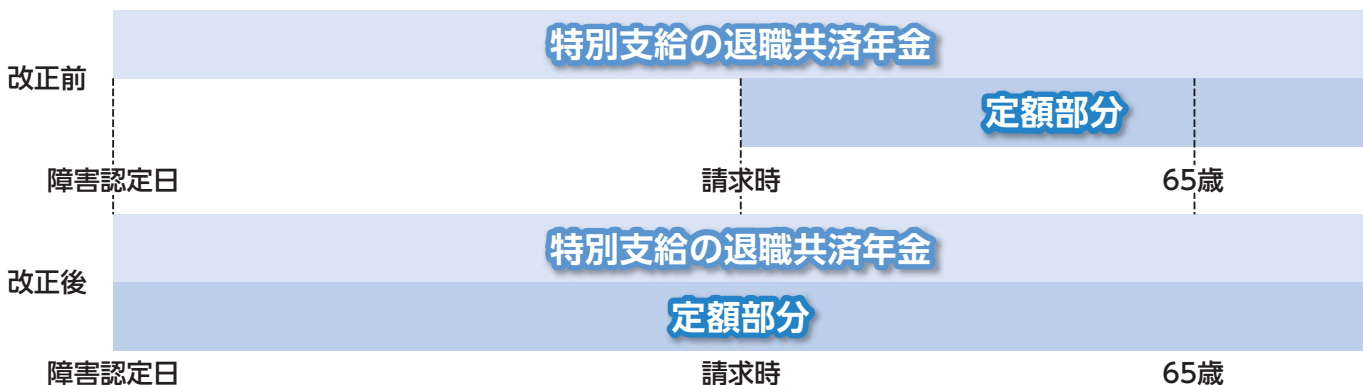 特別支給の退職共済年金
改正前
定額部分
障害認定日 請求時 65歳
特別支給の退職共済年金
改正後
定額部分
障害認定日 請求時 65歳